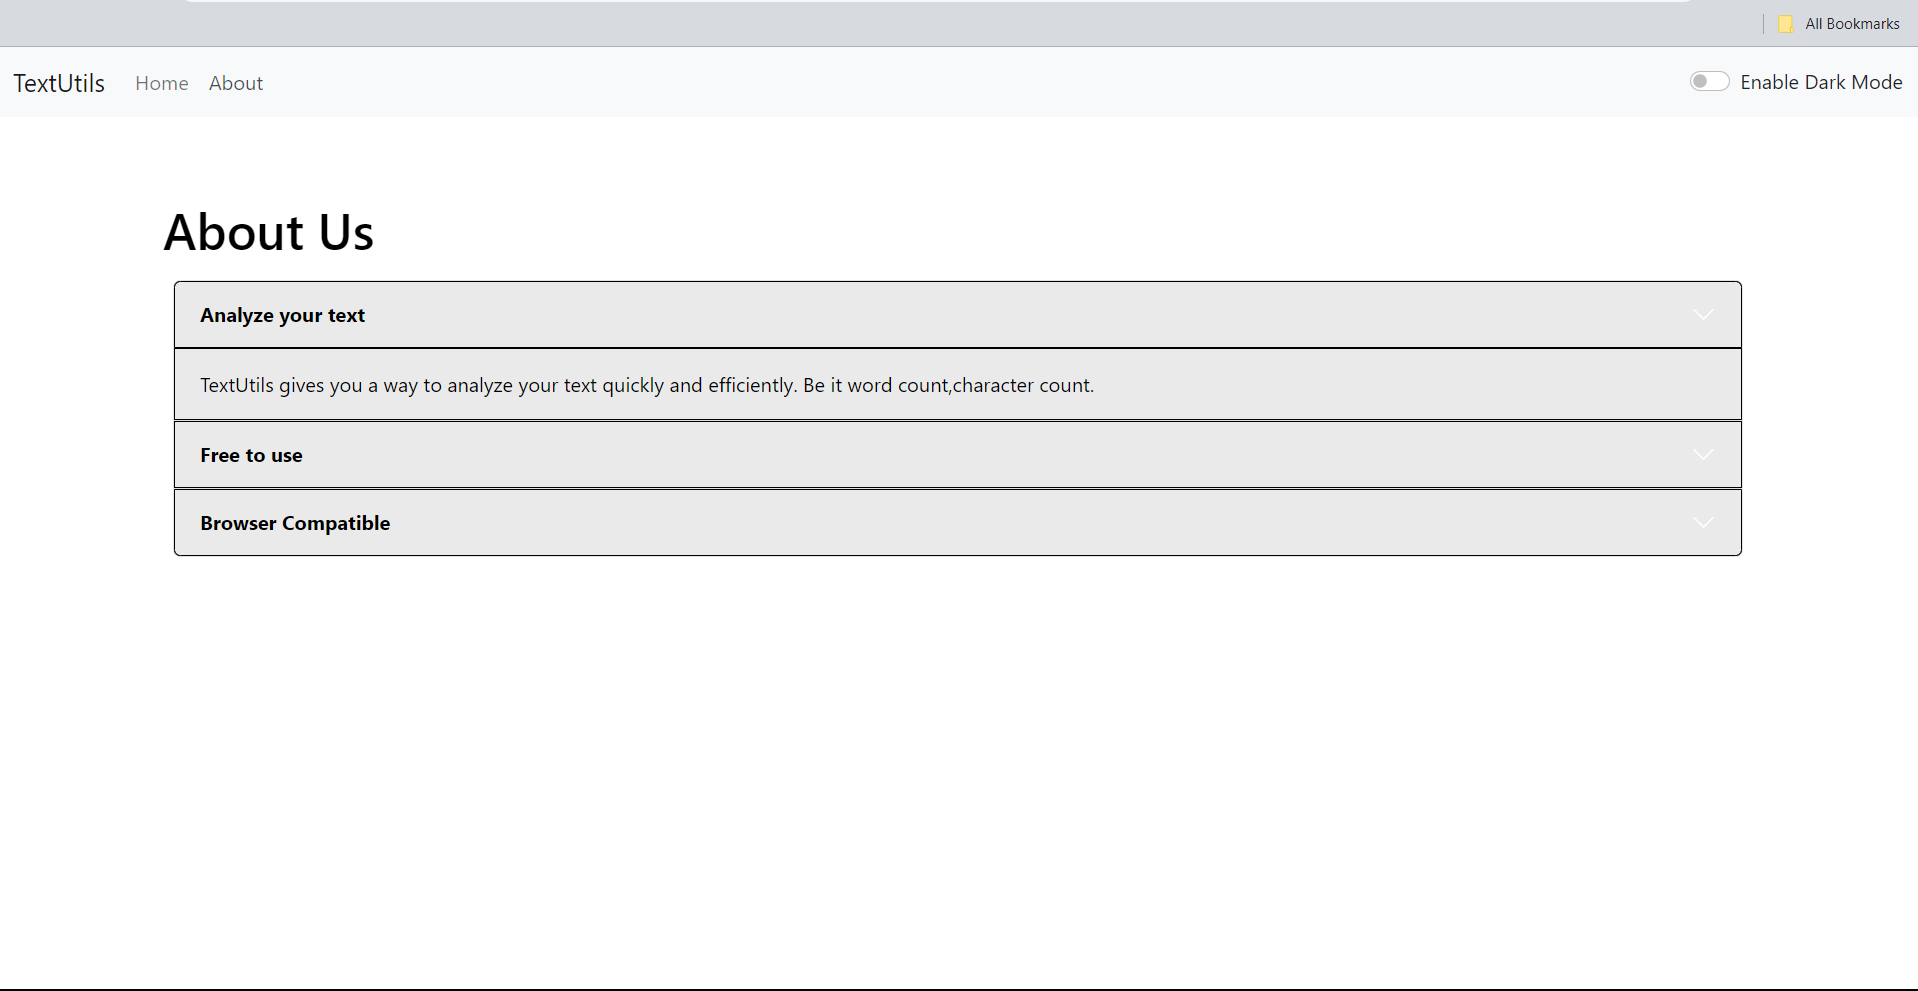 All Bookmarks
TextUtils Home About Enable Dark Mode
About Us
Analyze your text
TextUtils gives you a way to analyze your text quickly and efficiently. Be it word count,character count.
Free to use
Browser Compatible